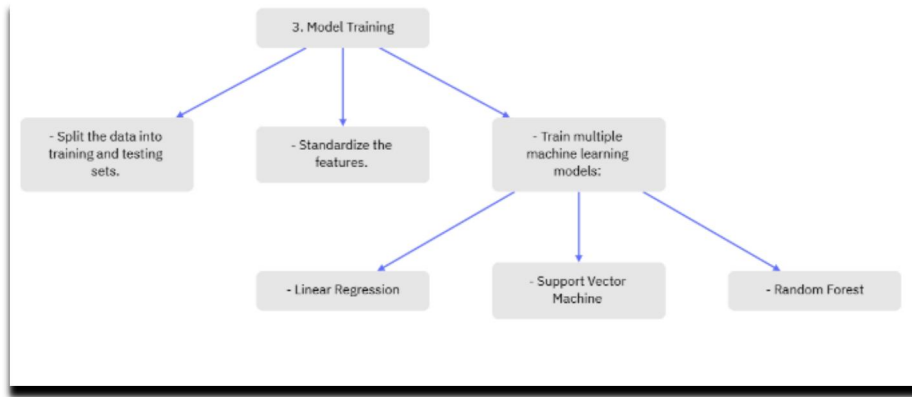 3. Model Training
- Split the data into
training and testing
sets.
- Standardize the
features.
- Train multiple
machine learning
models:
- Linear Regression
- Support Vector
Machine
- Random Forest